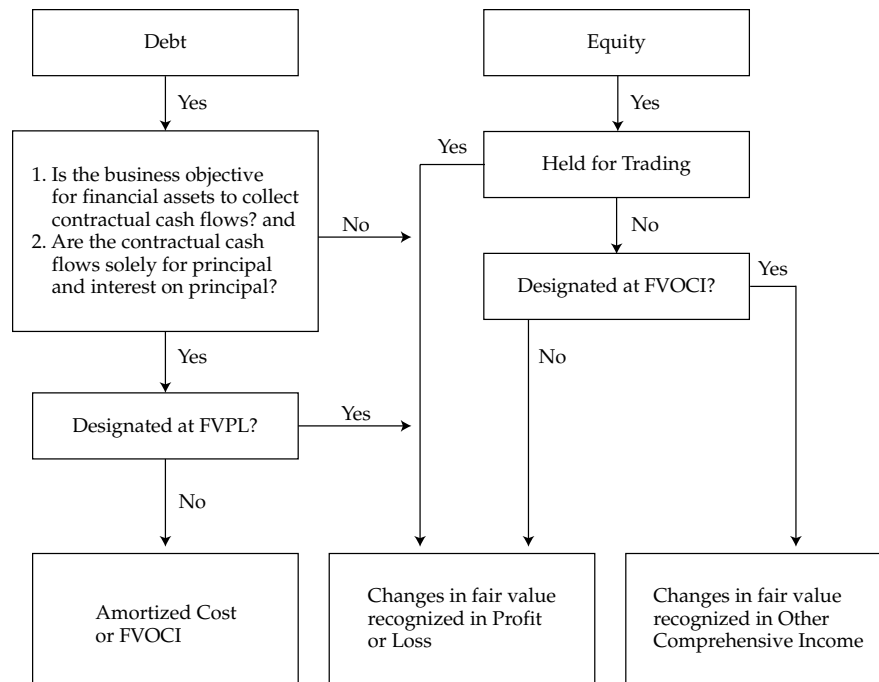 Debt
Equity
Yes
Yes
1. Is the business objective
for financial assets to collect
contractual cash flows? and
2. Are the contractual cash
flows solely for principal
and interest on principal?
No
Yes
Held for Trading
No
Designated at FVOCI?
Yes
No
Yes
Designated at FVPL?
Yes
No
Amortized Cost
or FVOCI
Changes in fair value
recognized in Profit
or Loss
Changes in fair value
recognized in Other
Comprehensive Income